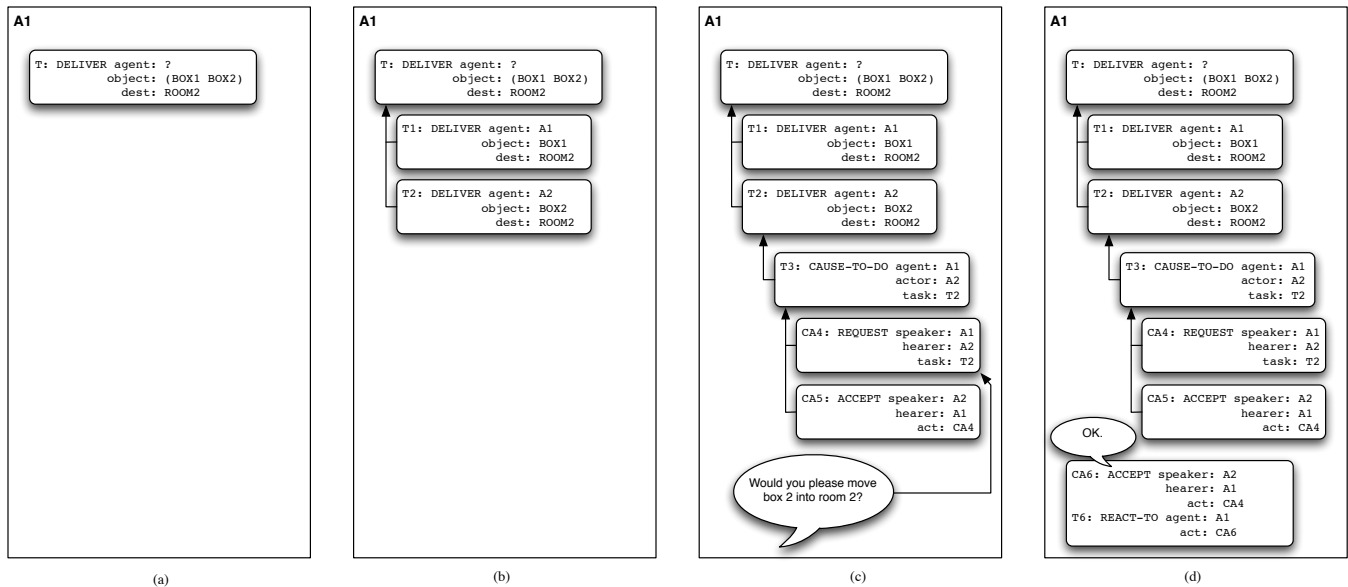 A1
T: DELIVER agent: ?
object: (BOX1 BOX2)
dest: ROOM2
(a)
A1
T: DELIVER agent: ?
object: (BOX1 BOX2)
dest: ROOM2
T1: DELIVER agent: A1
object: BOX1
dest: ROOM2
T2: DELIVER agent: A2
object: BOX2
dest: ROOM2
(b)
A1
T: DELIVER agent: ?
object: (BOX1 BOX2)
dest: ROOM2
T1: DELIVER agent: A1
object: BOX1
dest: ROOM2
T2: DELIVER agent: A2
object: BOX2
dest: ROOM2
T3: CAUSE-TO-DO agent: A1
actor: A2
task: T2
CA4: REQUEST speaker: A1
hearer: A2
task: T2
CA5: ACCEPT speaker: A2
hearer: A1
act: CA4
Would you please move
box 2 into room 2?
(c)
A1
T: DELIVER agent: ?
object: (BOX1 BOX2)
dest: ROOM2
T1: DELIVER agent: A1
object: BOX1
dest: ROOM2
T2: DELIVER agent: A2
object: BOX2
dest: ROOM2
T3: CAUSE-TO-DO agent: A1
actor: A2
task: T2
CA4: REQUEST speaker: A1
hearer: A2
task: T2
CA5: ACCEPT speaker: A2
hearer: A1
act: CA4
OK.
CA6: ACCEPT speaker: A2
hearer: A1
act: CA4
T6: REACT-TO agent: A1
act: CA6
(d)